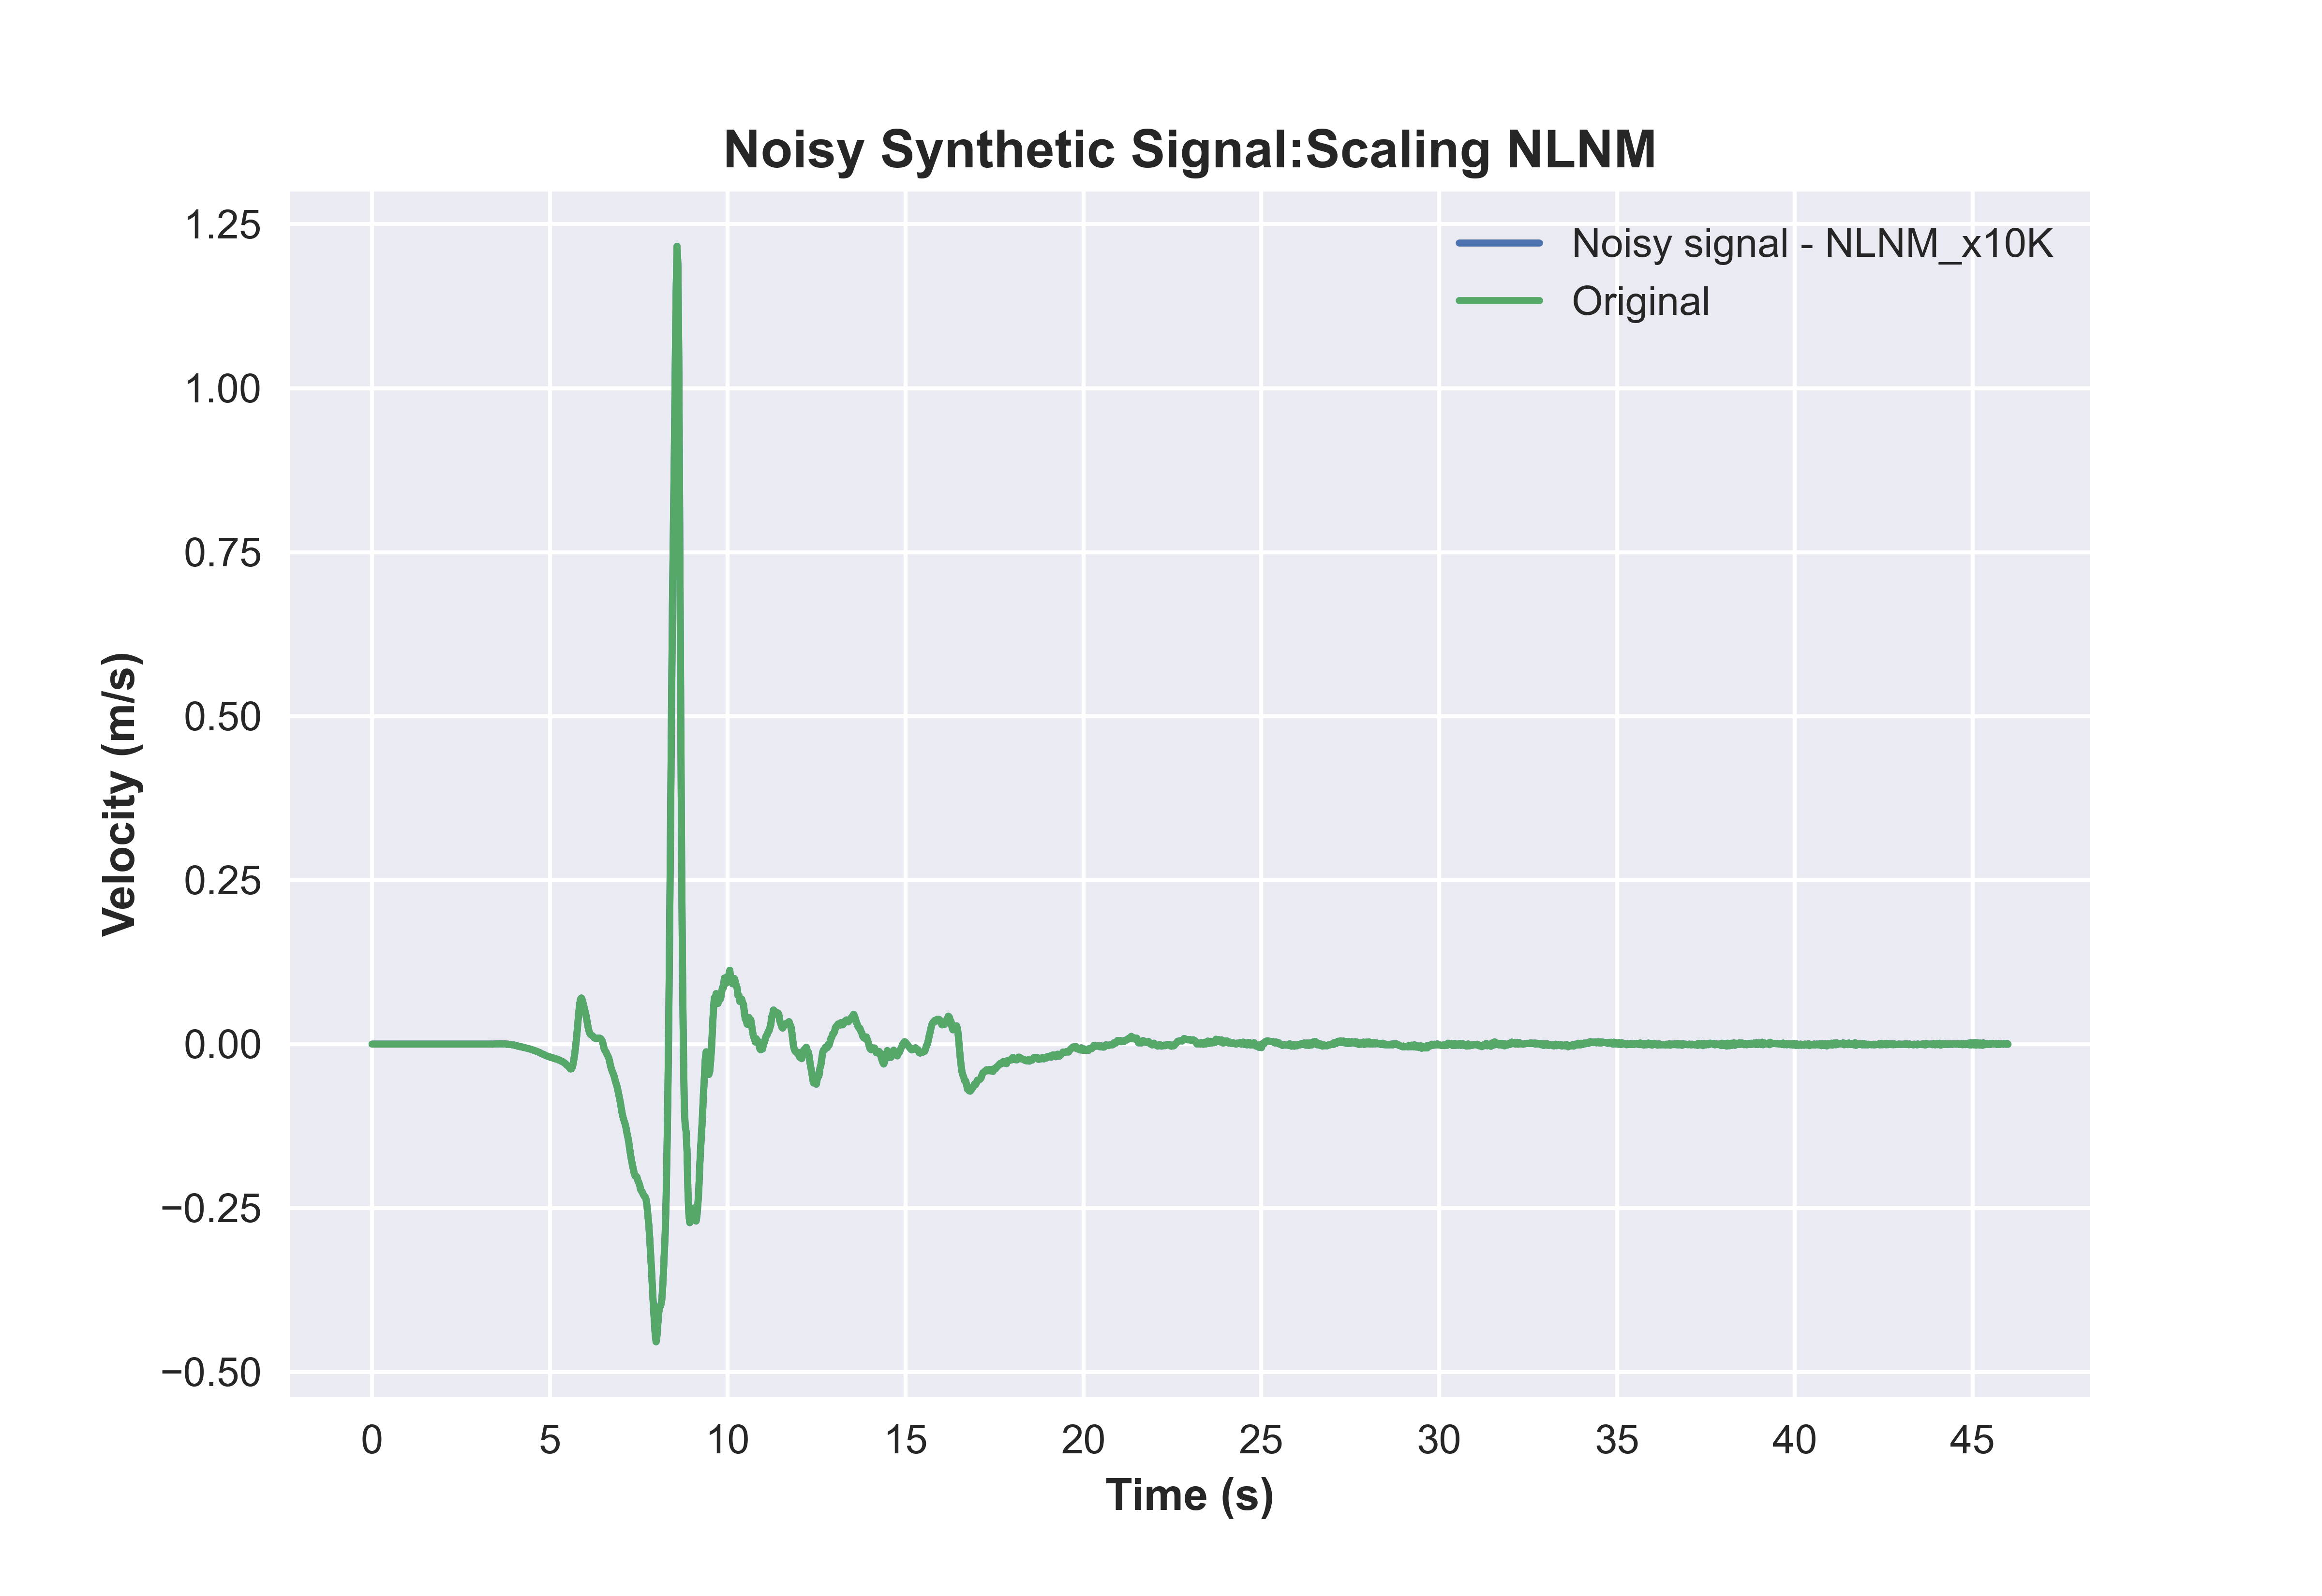 Noisy Synthetic Signal:Scaling NLNM
Noisy signal - NLNM_x10K
Original
1.25
1.00
0.75
0.50
0.25
0.00
−0.25
−0.50
Velocity (m/s)
0 5 10 15 20 25 30 35 40 45
Time (s)